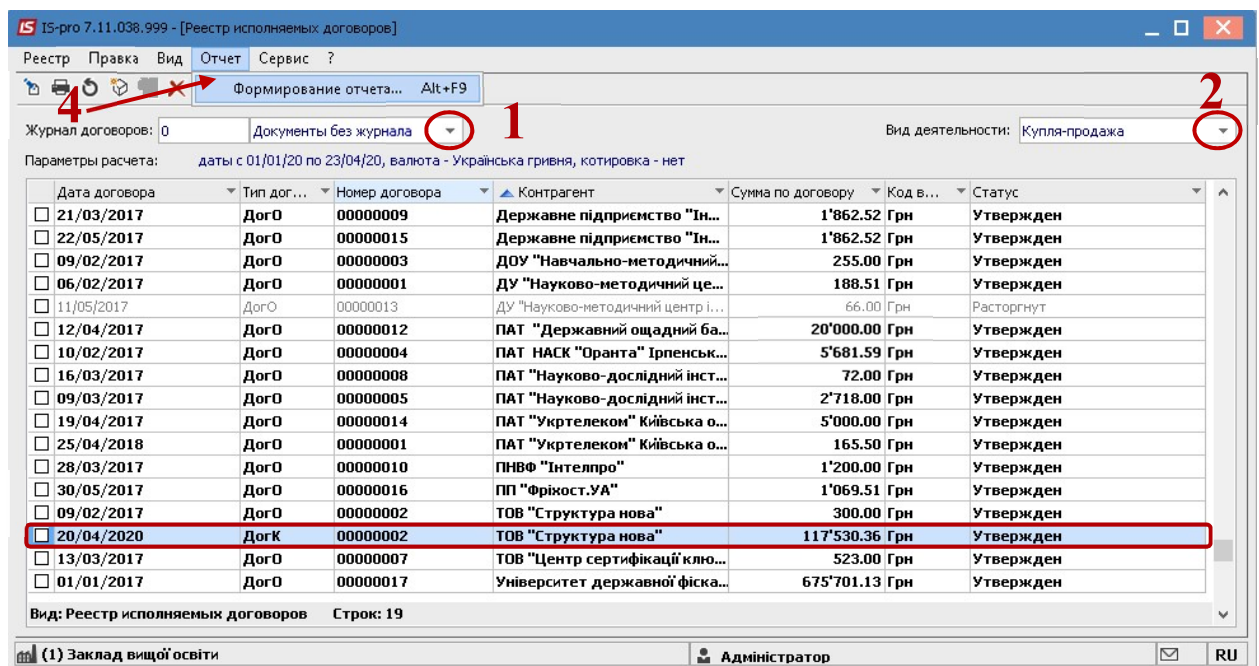 IS-pro 7.11.038.999 - [Реестр исполняемых договоров]
Реестр Правка Вид Отчет Сервис ?
Формирование отчета... Alt+F9
4
1
2
Журнал договоров: 0 Документы без журнала Вид деятельности: Купля-продажа
Параметры расчета: даты с 01/01/20 по 23/04/20, валюта - Українська гривня, котировка - нет
Дата договора Тип дог... Номер договора Контрагент Сумма по договору Код в... Статус
21/03/2017 ДогО 00000009 Державне підприємство "Ін... 1'862.52 Грн Утвержден
22/05/2017 ДогО 00000015 Державне підприємство "Ін... 1'862.52 Грн Утвержден
09/02/2017 ДогО 00000003 ДОУ "Навчально-методичний... 255.00 Грн Утвержден
06/02/2017 ДогО 00000001 ДУ "Науково-методичний це... 188.51 Грн Утвержден
11/05/2017 ДогО 00000013 ДУ "Науково-методичний центр і... 66.00 Грн Расторгнут
12/04/2017 ДогО 00000012 ПАТ "Державний ощадний ба... 20'000.00 Грн Утвержден
10/02/2017 ДогО 00000004 ПАТ НАСК "Оранта" Ірпенськ... 5'681.59 Грн Утвержден
16/03/2017 ДогО 00000008 ПАТ "Науково-дослідний інст... 72.00 Грн Утвержден
09/03/2017 ДогО 00000005 ПАТ "Науково-дослідний інст... 2'718.00 Грн Утвержден
19/04/2017 ДогО 00000014 ПАТ "Укртелеком" Київська о... 5'000.00 Грн Утвержден
25/04/2018 ДогО 00000001 ПАТ "Укртелеком" Київська о... 165.50 Грн Утвержден
28/03/2017 ДогО 00000010 ПНВФ "Інтелпро" 1'200.00 Грн Утвержден
30/05/2017 ДогО 00000016 ПП "Фріхост.УА" 1'069.51 Грн Утвержден
09/02/2017 ДогО 00000002 ТОВ "Структура нова" 300.00 Грн Утвержден
20/04/2020 ДогК 00000002 ТОВ "Структура нова" 117'530.36 Грн Утвержден
13/03/2017 ДогО 00000007 ТОВ "Центр сертифікації клю... 523.00 Грн Утвержден
01/01/2017 ДогО 00000017 Університет державної фіска... 675'701.13 Грн Утвержден
Вид: Реестр исполняемых договоров Строк: 19
(1) Заклад вищої освіти Адміністратор RU